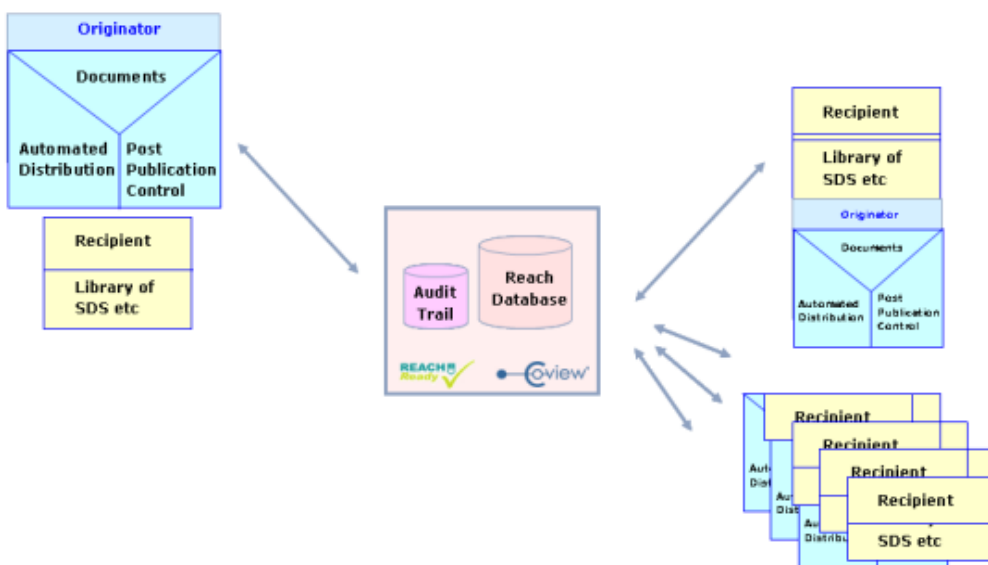 Originator
Documents
Automated
Distribution
Post
Publication
Control
Recipient
Library of
SDS etc
Audit
Trail
Reach
Database
REACH
Ready
Coview
Recipient
Library of
SDS etc
Originator
Documents
Automated
Distribution
Post
Publication
Control
Recipient
Recipient
Recipient
Recipient
SDS etc